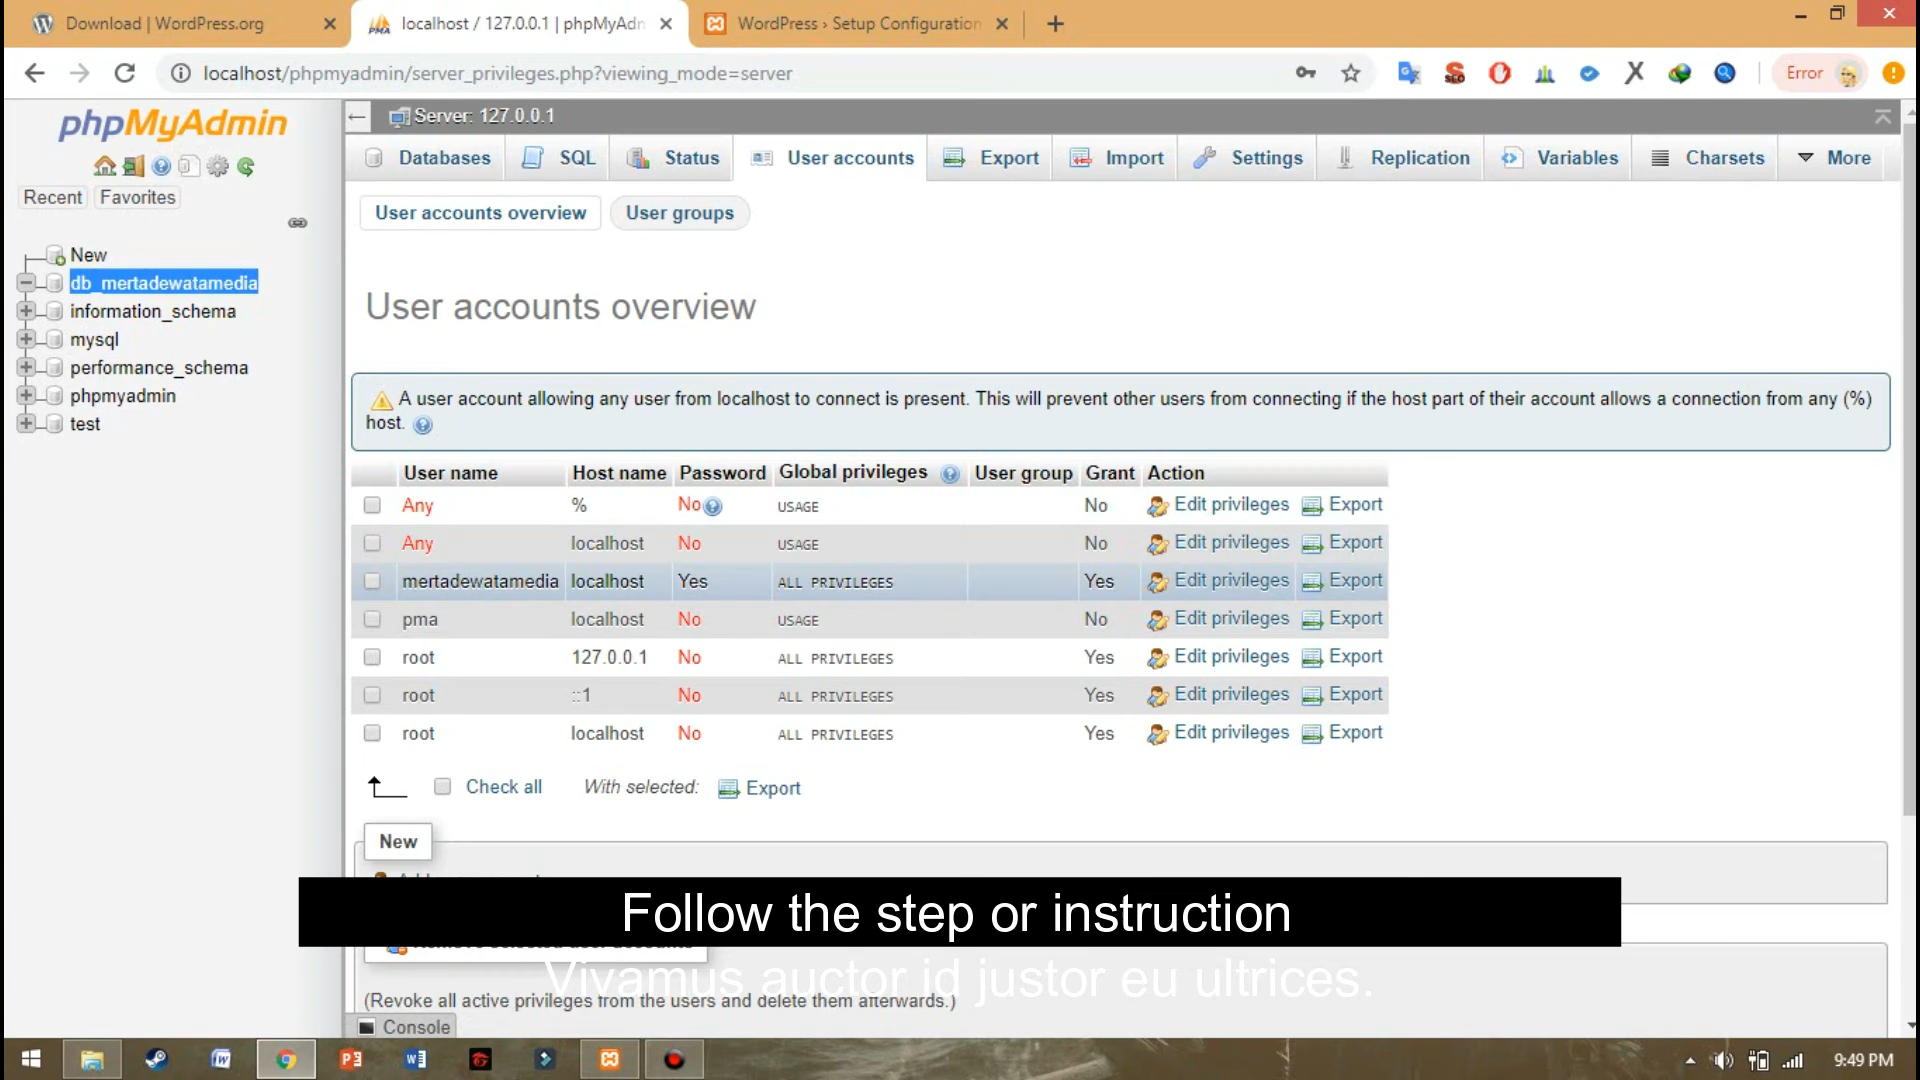 Download | WordPress.org
localhost / 127.0.0.1 | phpMyAdm
WordPress › Setup Configuration
localhost/phpmyadmin/server_privileges.php?viewing_mode=server
Error
phpMyAdmin
Recent Favorites
New
db_mertadewatamedia
information_schema
mysql
performance_schema
phpmyadmin
test
Server: 127.0.0.1
Databases SQL Status User accounts Export Import Settings Replication Variables Charsets More
User accounts overview User groups
User accounts overview
A user account allowing any user from localhost to connect is present. This will prevent other users from connecting if the host part of their account allows a connection from any (%)
host.
User name Host name Password Global privileges User group Grant Action
Any % No USAGE No Edit privileges Export
Any localhost No USAGE No Edit privileges Export
mertadewatamedia localhost Yes ALL PRIVILEGES Yes Edit privileges Export
pma localhost No USAGE No Edit privileges Export
root 127.0.0.1 No ALL PRIVILEGES Yes Edit privileges Export
root ::1 No ALL PRIVILEGES Yes Edit privileges Export
root localhost No ALL PRIVILEGES Yes Edit privileges Export
Check all With selected: Export
New
Follow the step or instruction
Vivamus auctor id justor eu ultrices.
(Revoke all active privileges from the users and delete them afterwards.)
Console
9:49 PM